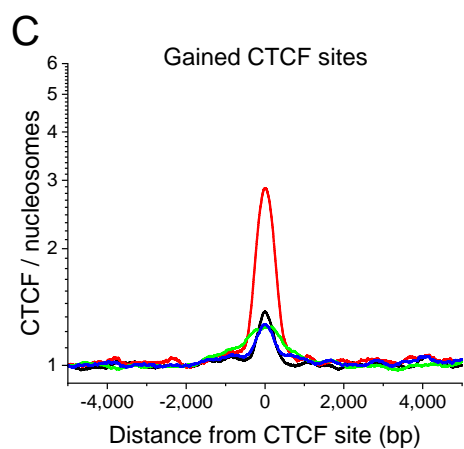 C
Gained CTCF sites
CTCF / nucleosomes
6
5
4
3
2
1
-4,000 -2,000 0 2,000 4,000
Distance from CTCF site (bp)